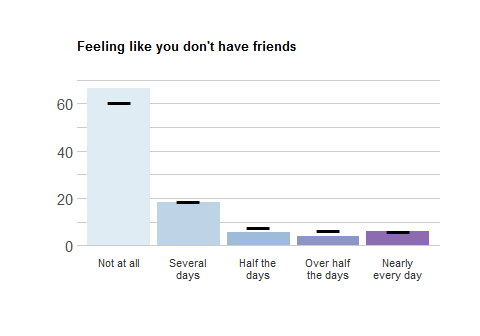 Feeling like you don't have friends
60
40
20
0
Not at all
Several
days
Half the
days
Over half
the days
Nearly
every day